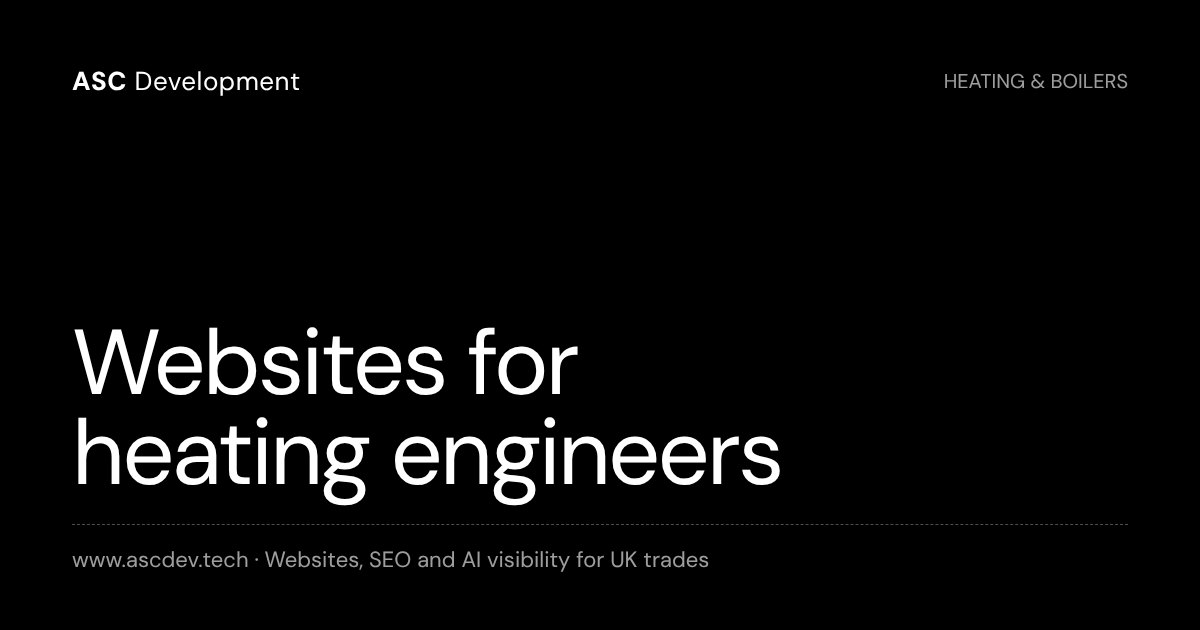 ASC Development
HEATING & BOILERS
Websites for
heating engineers
www.ascdev.tech · Websites, SEO and AI visibility for UK trades